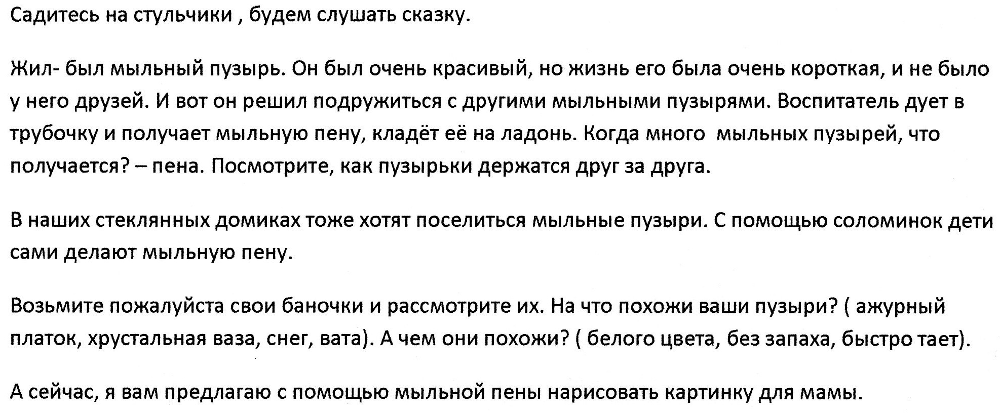 Садитесь на стульчики , будем слушать сказку.
Жил- был мыльный пузырь. Он был очень красивый, но жизнь его была очень короткая, и не было
у него друзей. И вот он решил подружиться с другими мыльными пузырями. Воспитатель дует в
трубочку и получает мыльную пену, кладёт её на ладонь. Когда много  мыльных пузырей, что
получается? – пена. Посмотрите, как пузырьки держатся друг за друга.
В наших стеклянных домиках тоже хотят поселиться мыльные пузыри. С помощью соломинок дети
сами делают мыльную пену.
Возьмите пожалуйста свои баночки и рассмотрите их. На что похожи ваши пузыри? ( ажурный
платок, хрустальная ваза, снег, вата). А чем они похожи? ( белого цвета, без запаха, быстро тает).
А сейчас, я вам предлагаю с помощью мыльной пены нарисовать картинку для мамы.